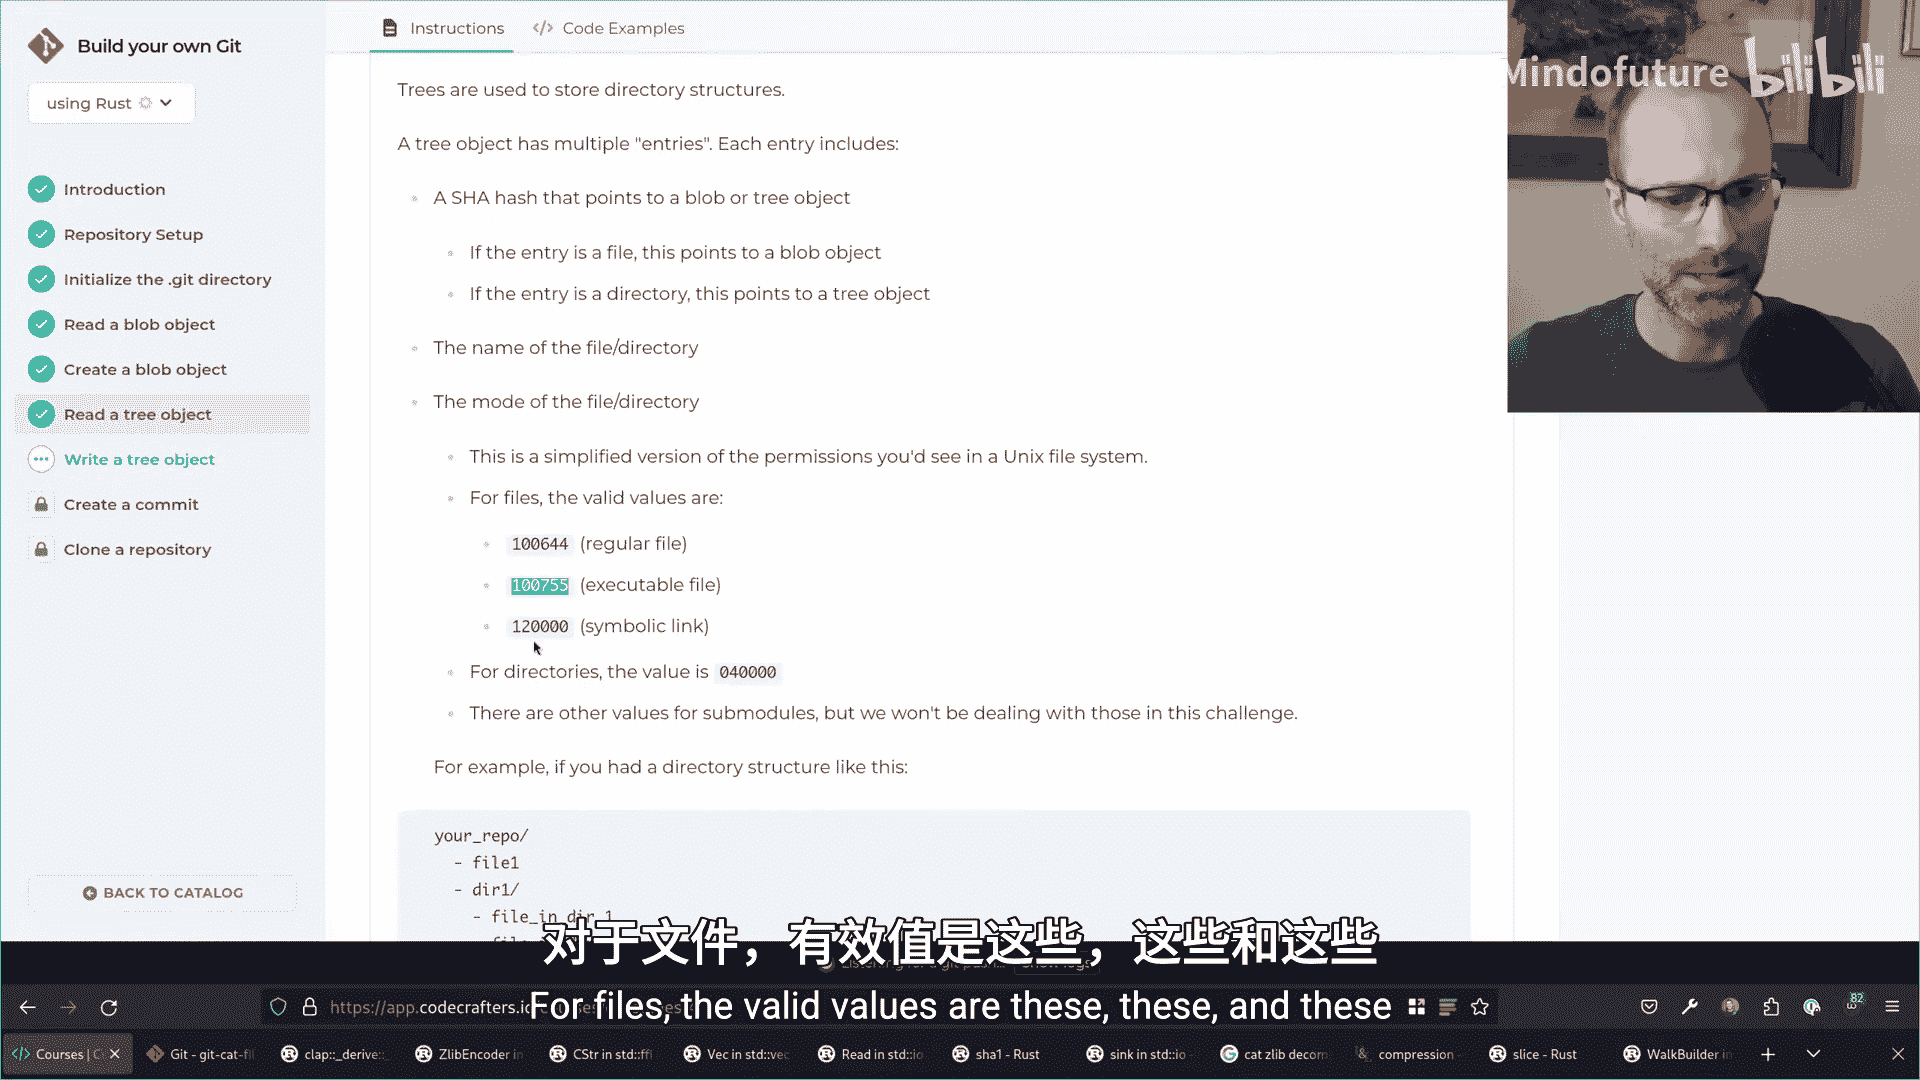 Build your own Git
using Rust
Introduction
Repository Setup
Initialize the .git directory
Read a blob object
Create a blob object
Read a tree object
Write a tree object
Create a commit
Clone a repository
BACK TO CATALOG
Instructions
</> Code Examples
Trees are used to store directory structures.
A tree object has multiple "entries". Each entry includes:
A SHA hash that points to a blob or tree object
If the entry is a file, this points to a blob object
If the entry is a directory, this points to a tree object
The name of the file/directory
The mode of the file/directory
This is a simplified version of the permissions you'd see in a Unix file system.
For files, the valid values are:
100644 (regular file)
100755 (executable file)
120000 (symbolic link)
For directories, the value is 040000
There are other values for submodules, but we won't be dealing with those in this challenge.
For example, if you had a directory structure like this:
your_repo/
- file1
- dir1/
- file_in_dir_1
Mindofuture bilibili
对于文件，有效值是这些，这些和这些
For files, the valid values are these, these, and these
https://app.codecrafters.i
82
Courses | C
Git - git-cat-fil
clap::_derive::
ZlibEncoder in
CStr in std::ffi
Vec in std::vec
Read in std::io
sha1 - Rust
sink in std::io
cat zlib decom
compression
slice - Rust
WalkBuilder in